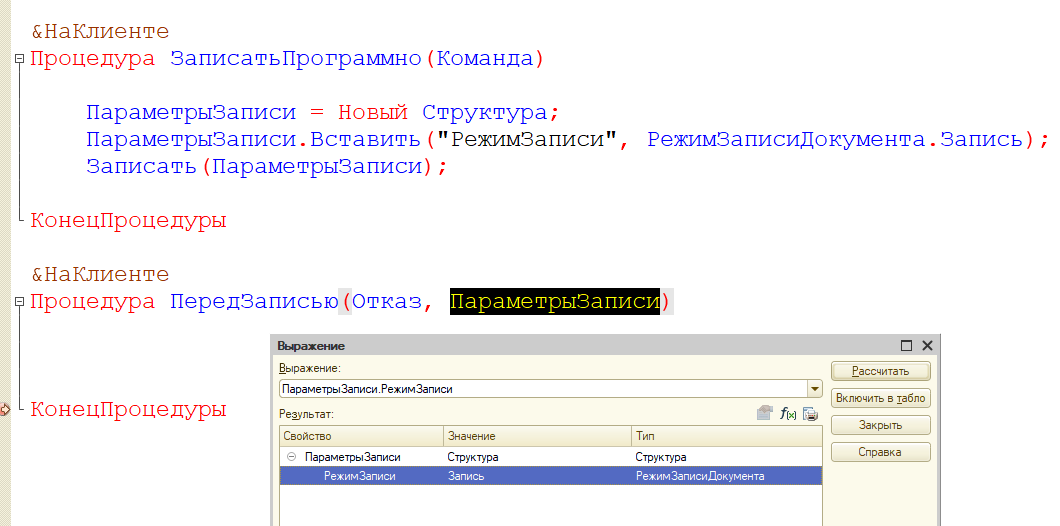 &НаКлиенте
Процедура ЗаписатьПрограммно(Команда)
ПараметрыЗаписи = Новый Структура;
ПараметрыЗаписи.Вставить("РежимЗаписи", РежимЗаписиДокумента.Запись);
Записать(ПараметрыЗаписи);
КонецПроцедуры
&НаКлиенте
Процедура ПередЗаписью(Отказ, ПараметрыЗаписи)
КонецПроцедуры
Выражение
Выражение:
ПараметрыЗаписи.РежимЗаписи
Результат:
Свойство Значение Тип
ПараметрыЗаписи Структура Структура
РежимЗаписи Запись РежимЗаписиДокумента
Рассчитать
Включить в табло
Закрыть
Справка